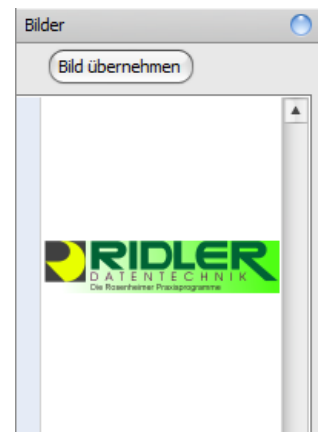 Bilder
Bild übernehmen
RIDLER
DATENTECHNIK
Die Rosenheimer Praxisprogramme